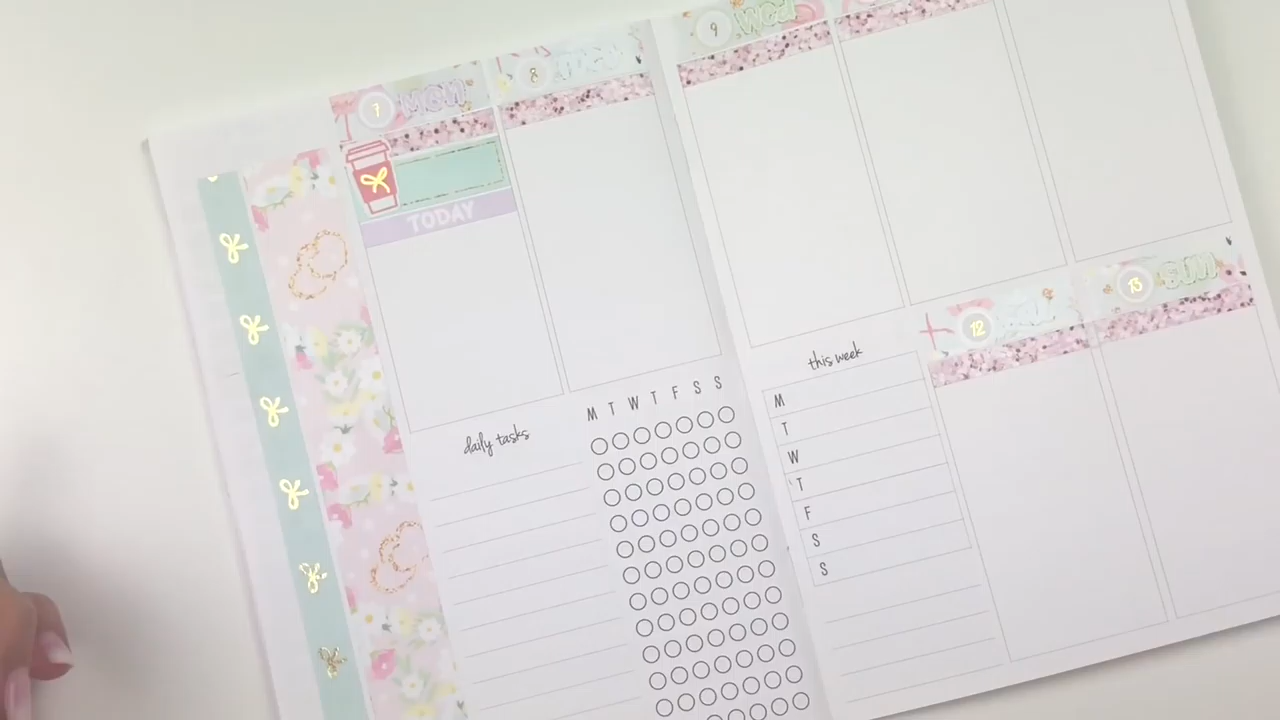 7 MON
8
9 WED
TODAY
daily tasks
M T W T F S S
this week
M
T
W
T
F
S
S
12
13 SUN